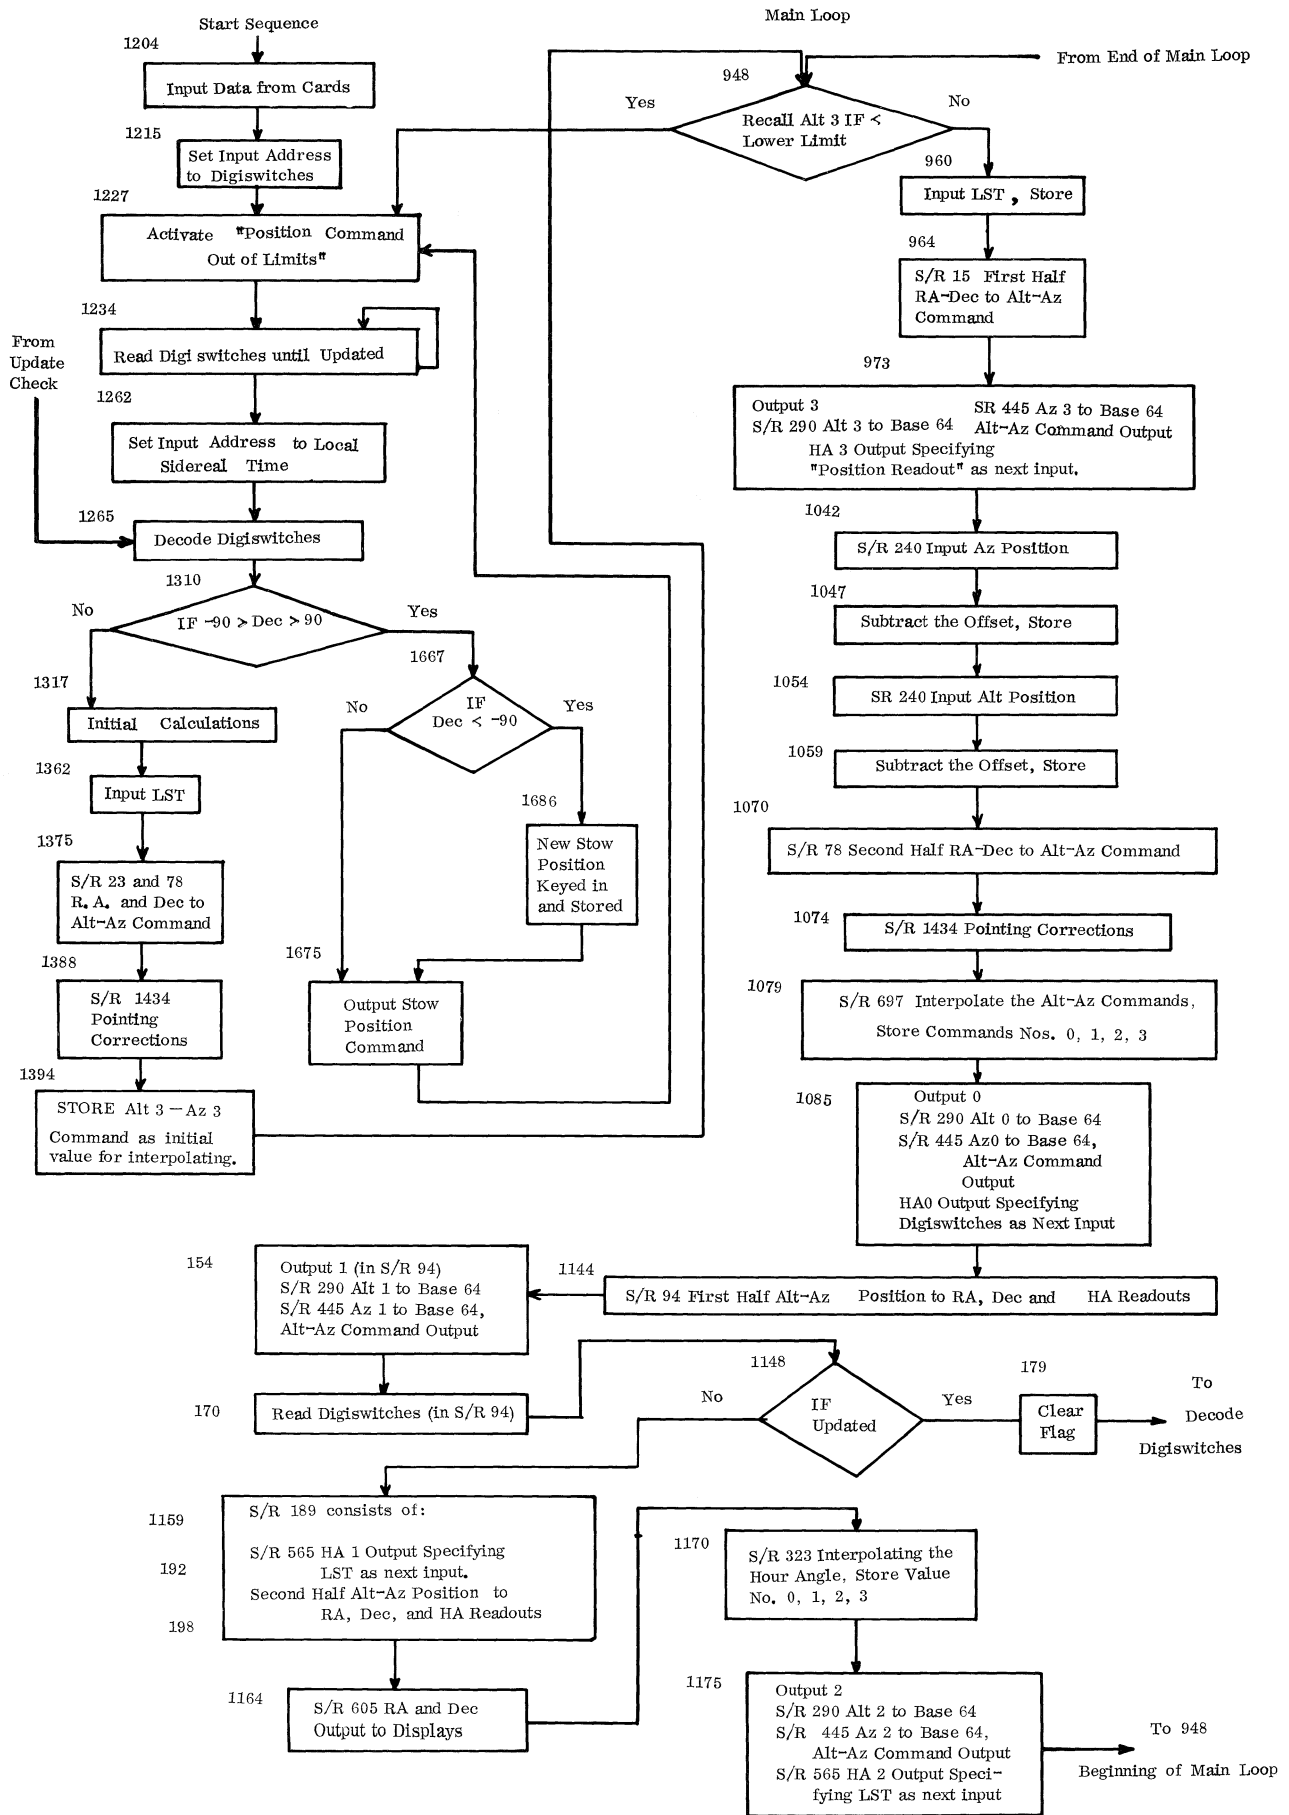 Start Sequence
1204
Input Data from Cards
1215
Set Input Address
to Digiswitches
1227
Activate "Position Command
Out of Limits"
1234
Read Digi switches until Updated
From
Update
Check
1262
Set Input Address to Local
Sidereal Time
1265
Decode Digiswitches
1310
No
IF -90 > Dec > 90
Yes
1317
Initial Calculations
1362
Input LST
1375
S/R 23 and 78
R.A. and Dec to
Alt-Az Command
1388
S/R 1434
Pointing
Corrections
1394
STORE Alt 3 - Az 3
Command as initial
value for interpolating.
1667
No
IF
Dec < -90
Yes
1686
New Stow
Position
Keyed in
and Stored
1675
Output Stow
Position
Command
Main Loop
From End of Main Loop
948
Yes
Recall Alt 3 IF <
Lower Limit
No
960
Input LST, Store
964
S/R 15 First Half
RA-Dec to Alt-Az
Command
973
Output 3
S/R 290 Alt 3 to Base 64
SR 445 Az 3 to Base 64
Alt-Az Command Output
HA 3 Output Specifying
"Position Readout" as next input.
1042
S/R 240 Input Az Position
1047
Subtract the Offset, Store
1054
SR 240 Input Alt Position
1059
Subtract the Offset, Store
1070
S/R 78 Second Half RA-Dec to Alt-Az Command
1074
S/R 1434 Pointing Corrections
1079
S/R 697 Interpolate the Alt-Az Commands,
Store Commands Nos. 0, 1, 2, 3
1085
Output 0
S/R 290 Alt 0 to Base 64
S/R 445 Az0 to Base 64,
Alt-Az Command
Output
HA0 Output Specifying
Digiswitches as Next Input
1144
S/R 94 First Half Alt-Az Position to RA, Dec and HA Readouts
154
Output 1 (in S/R 94)
S/R 290 Alt 1 to Base 64
S/R 445 Az 1 to Base 64,
Alt-Az Command Output
170
Read Digiswitches (in S/R 94)
1148
No
IF
Updated
Yes
179
Clear
Flag
To
Decode
Digiswitches
1159
S/R 189 consists of:
192
S/R 565 HA 1 Output Specifying
LST as next input.
Second Half Alt-Az Position to
RA, Dec, and HA Readouts
198
1164
S/R 605 RA and Dec
Output to Displays
1170
S/R 323 Interpolating the
Hour Angle, Store Value
No. 0, 1, 2, 3
1175
Output 2
S/R 290 Alt 2 to Base 64
S/R 445 Az 2 to Base 64,
Alt-Az Command Output
S/R 565 HA 2 Output Speci-
fying LST as next input
To 948
Beginning of Main Loop